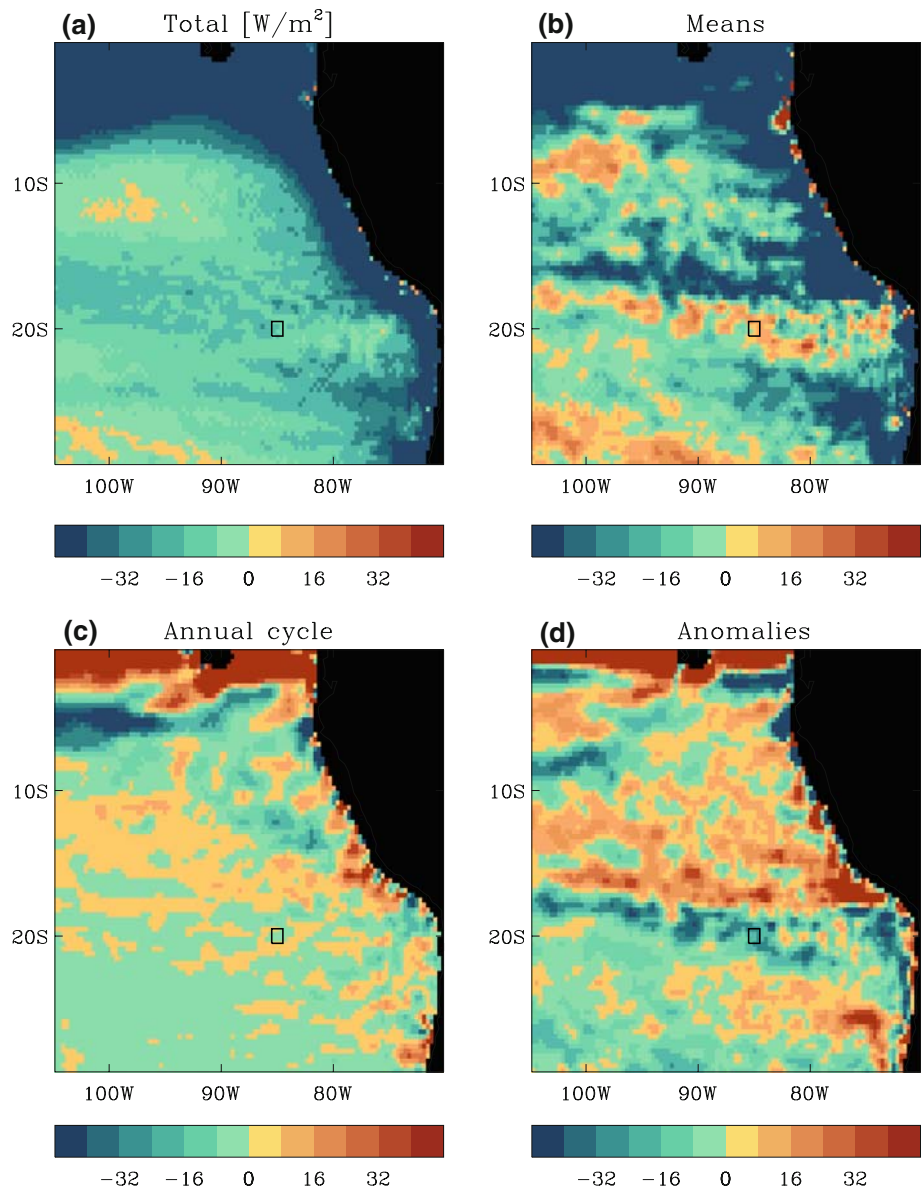 (a) Total [W/m²]
(b) Means
10S
20S
100W 90W 80W
10S
20S
100W 90W 80W
−32 −16 0 16 32
−32 −16 0 16 32
(c) Annual cycle
(d) Anomalies
10S
20S
100W 90W 80W
10S
20S
100W 90W 80W
−32 −16 0 16 32
−32 −16 0 16 32